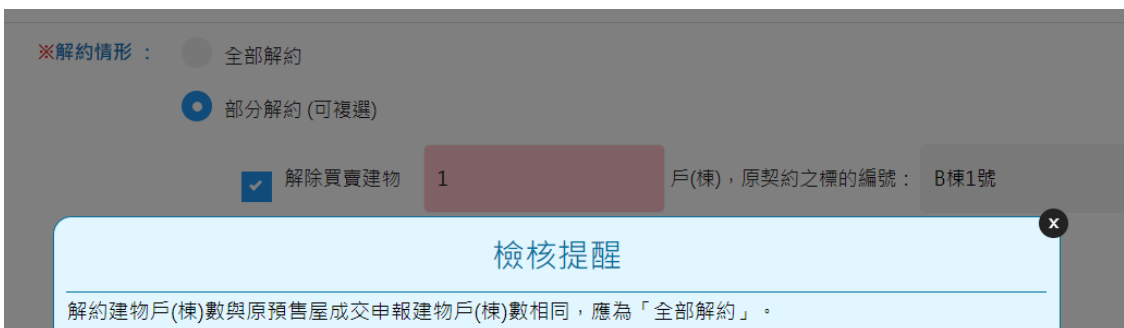 ※解約情形 : 全部解約
部分解約 (可複選)
解除買賣建物 1 戶(棟),原契約之標的編號: B棟1號
x
檢核提醒
解約建物戶(棟)數與原預售屋成交申報建物戶(棟)數相同,應為「全部解約」。